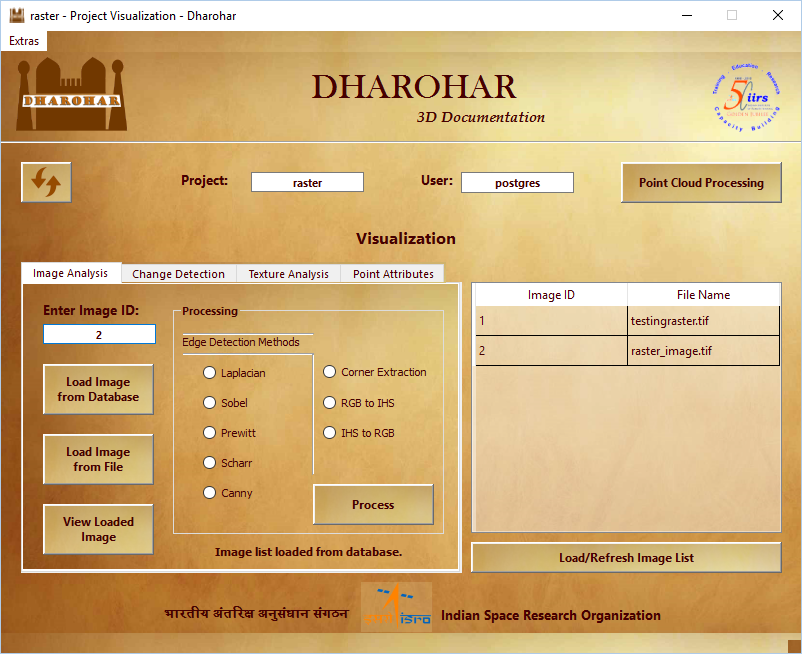 raster - Project Visualization - Dharohar
Extras
DHAROHAR
DHAROHAR
3D Documentation
Training Education Research
50 iirs
Capacity Building
Project:
raster
User:
postgres
Point Cloud Processing
Visualization
Image Analysis
Change Detection
Texture Analysis
Point Attributes
Enter Image ID:
2
Load Image
from Database
Load Image
from File
View Loaded
Image
Processing
Edge Detection Methods
Laplacian
Sobel
Prewitt
Scharr
Canny
Corner Extraction
RGB to IHS
IHS to RGB
Process
Image list loaded from database.
Image ID File Name
1 testingraster.tif
2 raster_image.tif
Load/Refresh Image List
भारतीय अंतरिक्ष अनुसंधान संगठन
isro
Indian Space Research Organization